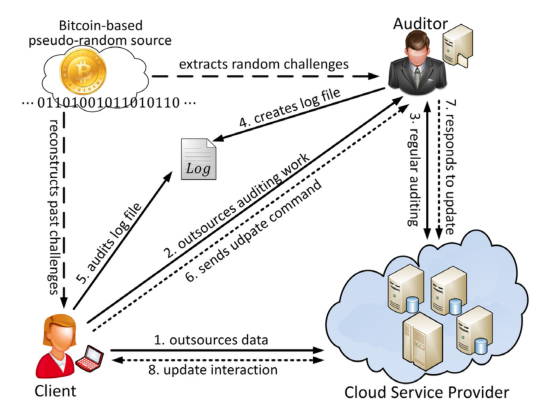 Bitcoin-based
pseudo-random source
Auditor
extracts random challenges
··· 01101001011010110 ···
4. creates log file
reconstructs past challenges
Log
3. regular auditing
7. responds to update
2. outsources auditing work
6. sends udpate command
5. audits log file
1. outsources data
8. update interaction
Client
Cloud Service Provider